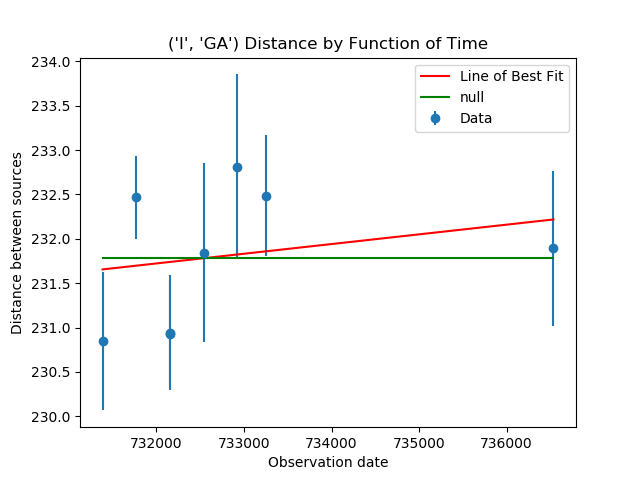 ('I', 'GA') Distance by Function of Time
234.0
233.5
233.0
232.5
232.0
231.5
231.0
230.5
230.0
Distance between sources
Line of Best Fit
null
Data
732000 733000 734000 735000 736000
Observation date